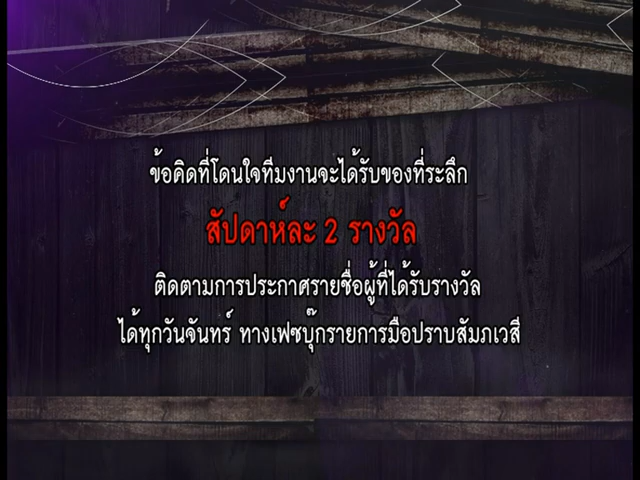 ข้อคิดที่โดนใจทีมงานจะได้รับของที่ระลึก
สัปดาห์ละ 2 รางวัล
ติดตามการประกาศรายชื่อผู้ที่ได้รับรางวัล
ได้ทุกวันจันทร์ ทางเฟซบุ๊กรายการมือปราบสัมภเวสี